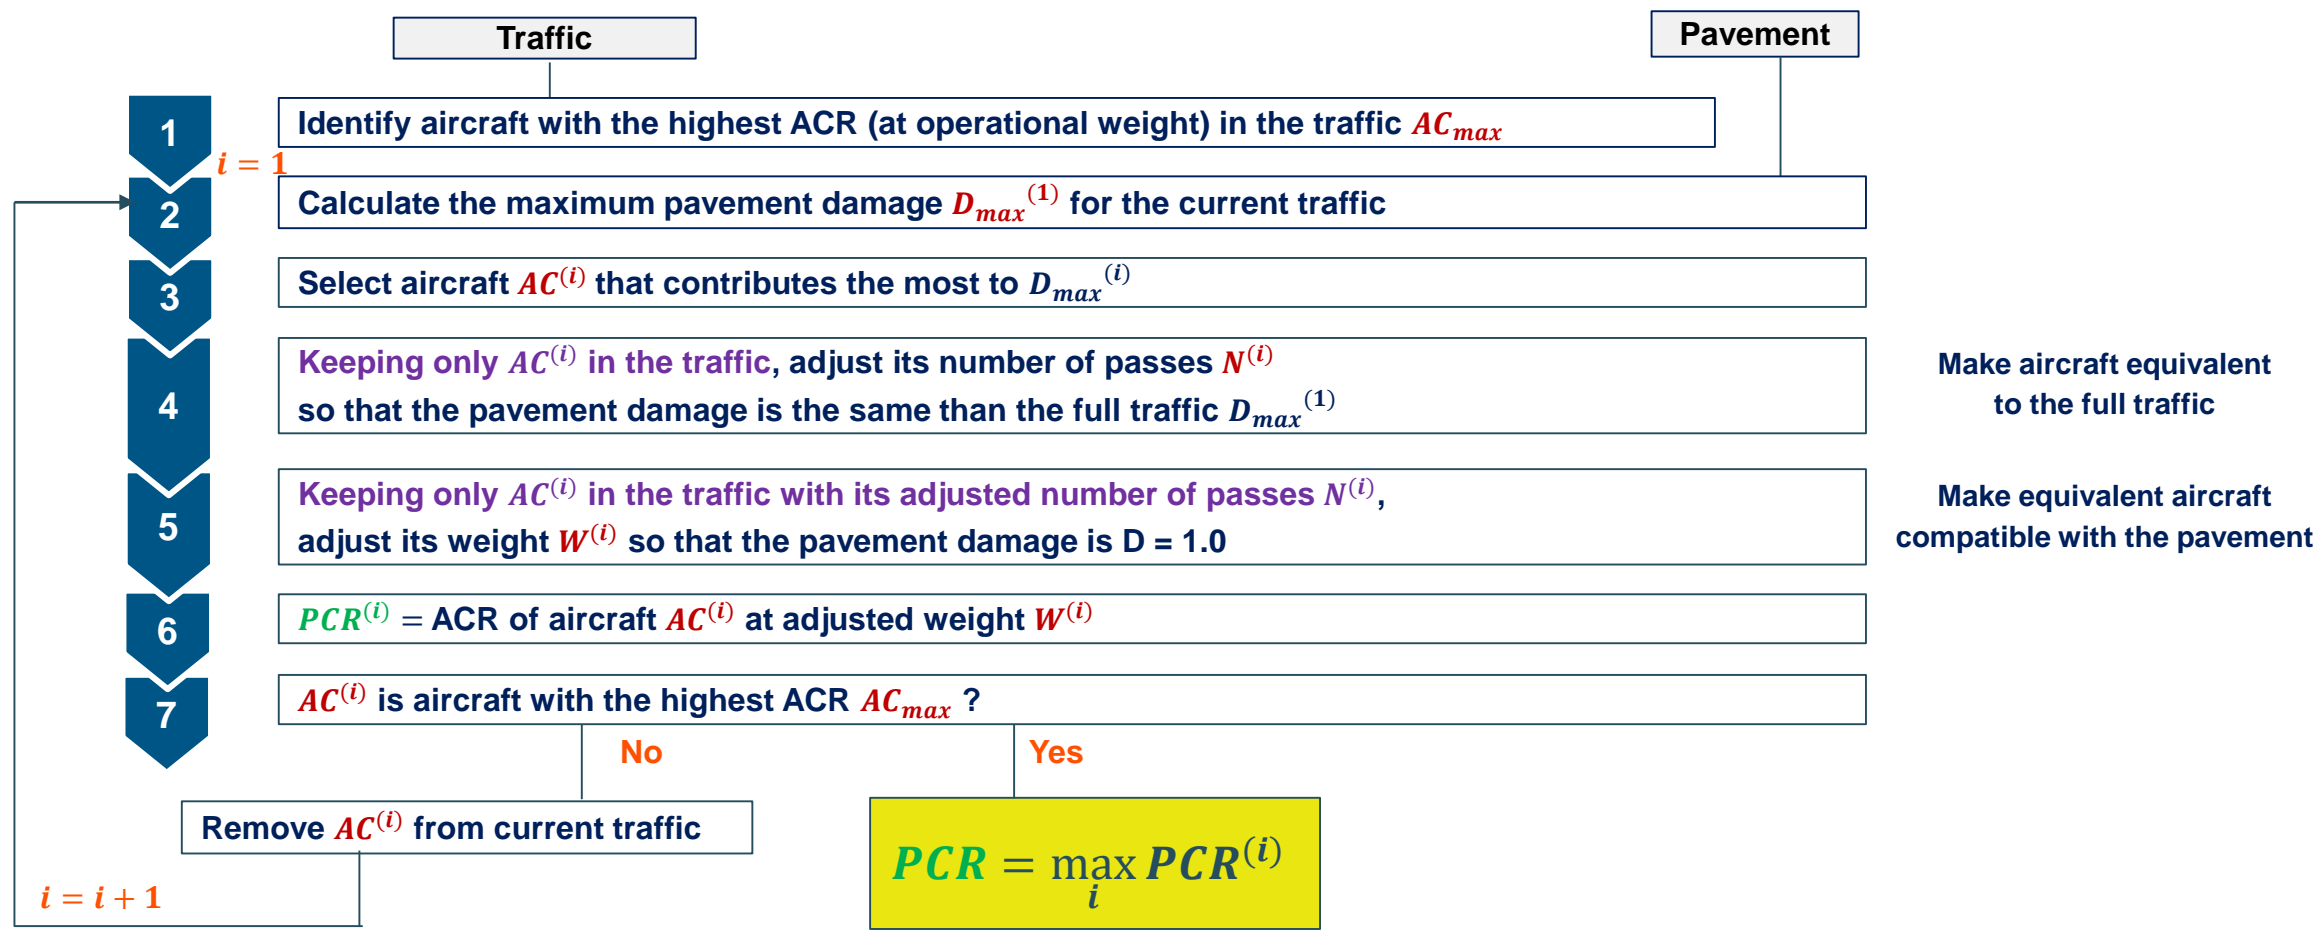 Traffic
Pavement
1
Identify aircraft with the highest ACR (at operational weight) in the traffic AC_max
i = 1
2
Calculate the maximum pavement damage D_max^(1) for the current traffic
3
Select aircraft AC^(i) that contributes the most to D_max^(i)
4
Keeping only AC^(i) in the traffic, adjust its number of passes N^(i)
so that the pavement damage is the same than the full traffic D_max^(1)
Make aircraft equivalent
to the full traffic
5
Keeping only AC^(i) in the traffic with its adjusted number of passes N^(i),
adjust its weight W^(i) so that the pavement damage is D = 1.0
Make equivalent aircraft
compatible with the pavement
6
PCR^(i) = ACR of aircraft AC^(i) at adjusted weight W^(i)
7
AC^(i) is aircraft with the highest ACR AC_max ?
No
Yes
Remove AC^(i) from current traffic
i = i + 1
PCR = max PCR^(i)
i